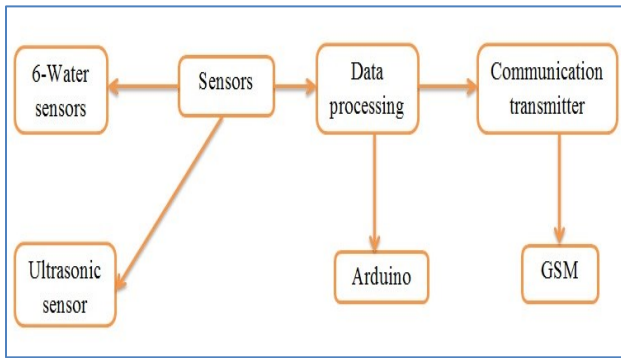 6-Water
sensors
Sensors
Data
processing
Communication
transmitter
Ultrasonic
sensor
Arduino
GSM